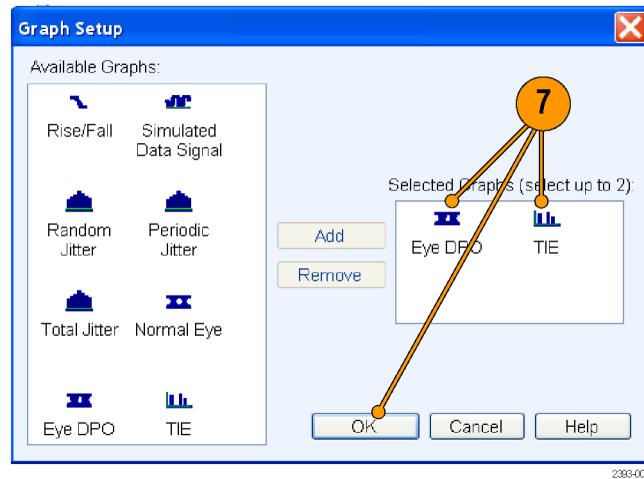 Graph Setup
Available Graphs:
7
Rise/Fall
Simulated
Data Signal
Selected Graphs (select up to 2):
Random
Jitter
Periodic
Jitter
Add
Eye DPO
TIE
Remove
Total Jitter
Normal Eye
Eye DPO
TIE
OK
Cancel
Help